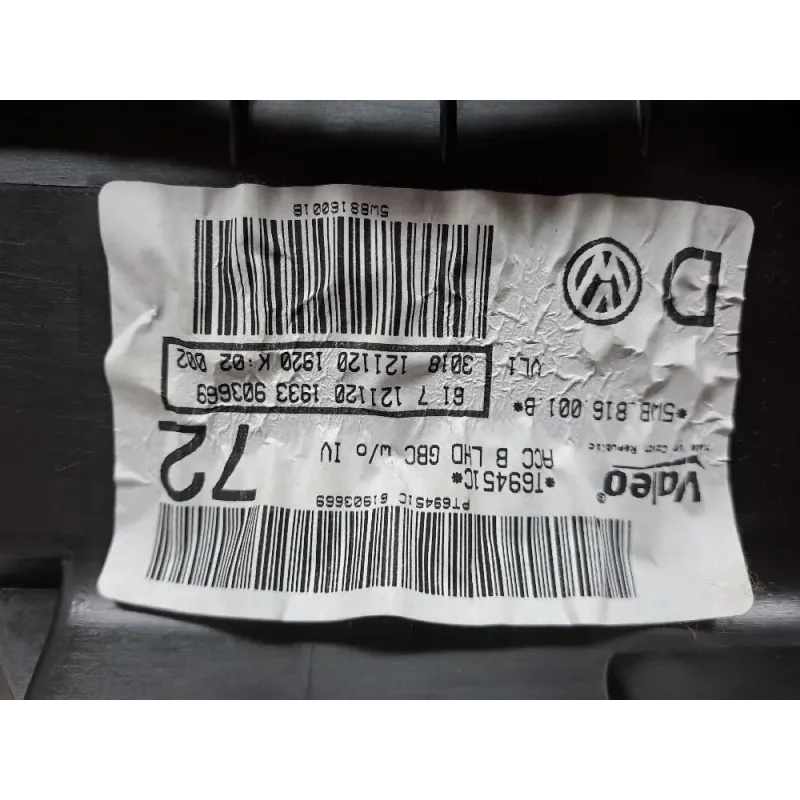 Valeo®
Made in Czech Republic
PT69451C 61903669
*T69451C*
ACC B LHD GBC w/o IV
72
*5WB.816.001.B*
61 7 121120 1933 903669
VL1
3018 121120 1920 K:02 002
D
5WB816001B